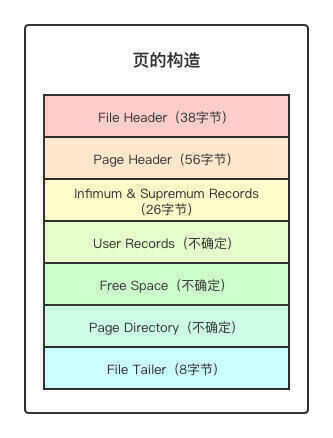 页的构造
File Header（38字节）
Page Header（56字节）
Infimum & Supremum Records
（26字节）
User Records（不确定）
Free Space（不确定）
Page Directory（不确定）
File Tailer（8字节）